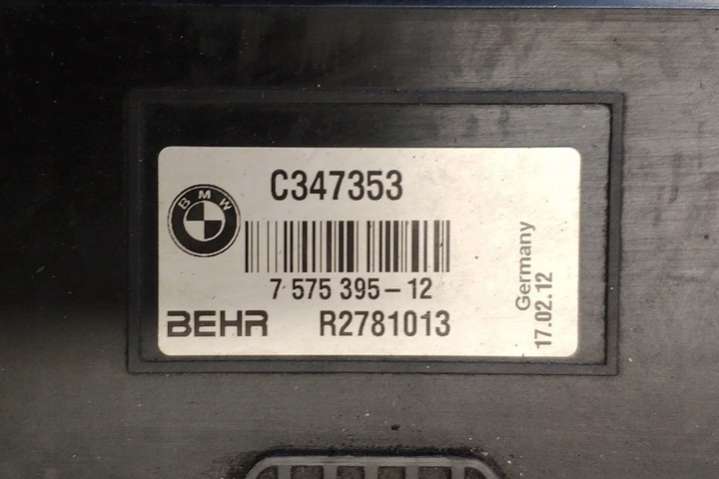 C347353
BMW
7 575 395-12
BEHR R2781013
Germany
17.02.12